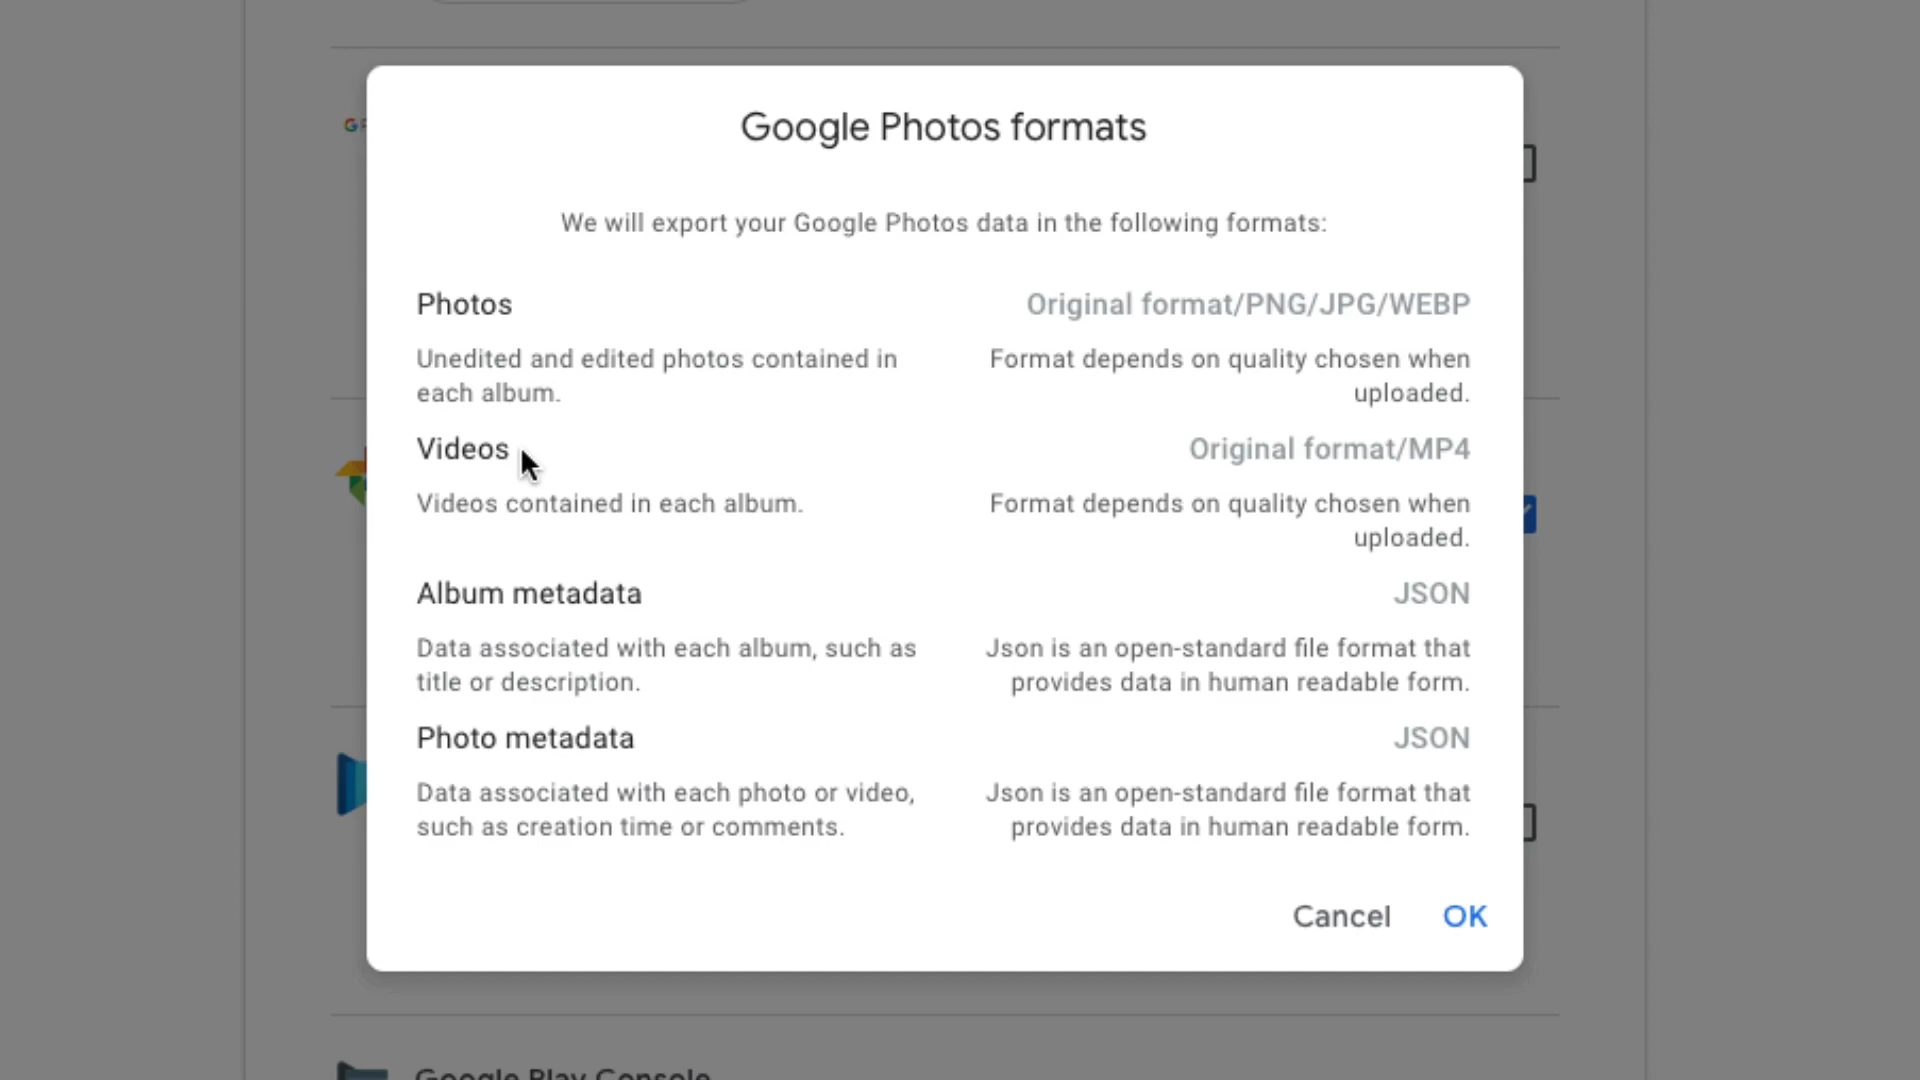 Google Photos formats
We will export your Google Photos data in the following formats:
Photos
Original format/PNG/JPG/WEBP
Unedited and edited photos contained in
each album.
Format depends on quality chosen when
uploaded.
Videos
Original format/MP4
Videos contained in each album.
Format depends on quality chosen when
uploaded.
Album metadata
JSON
Data associated with each album, such as
title or description.
Json is an open-standard file format that
provides data in human readable form.
Photo metadata
JSON
Data associated with each photo or video,
such as creation time or comments.
Json is an open-standard file format that
provides data in human readable form.
Cancel
OK
Google Play Console